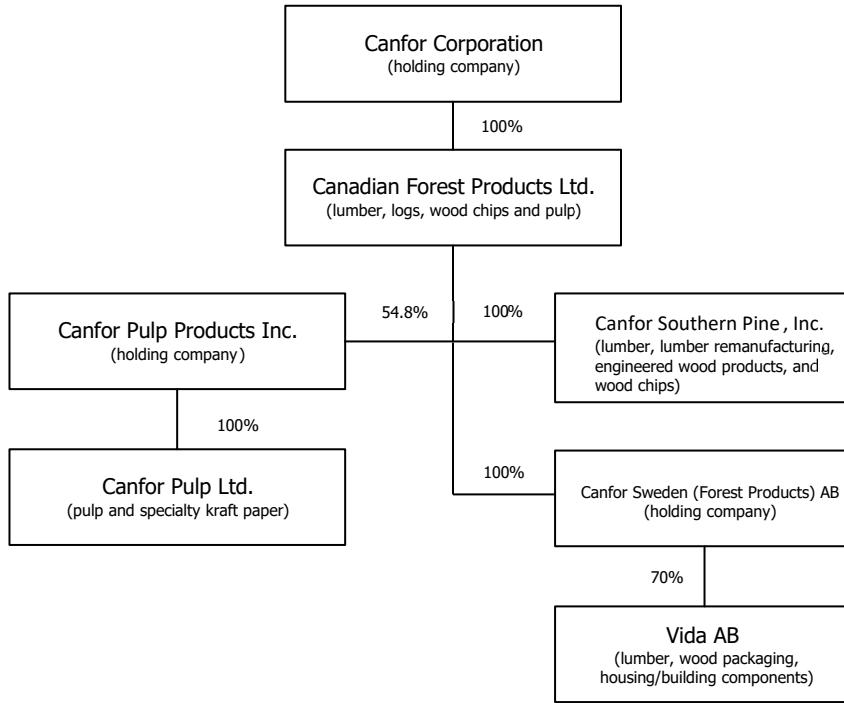 Canfor Corporation
(holding company)
100%
Canadian Forest Products Ltd.
(lumber, logs, wood chips and pulp)
54.8%
100%
Canfor Pulp Products Inc.
(holding company)
Canfor Southern Pine, Inc.
(lumber, lumber remanufacturing,
engineered wood products, and
wood chips)
100%
Canfor Pulp Ltd.
(pulp and specialty kraft paper)
100%
Canfor Sweden (Forest Products) AB
(holding company)
70%
Vida AB
(lumber, wood packaging,
housing/building components)